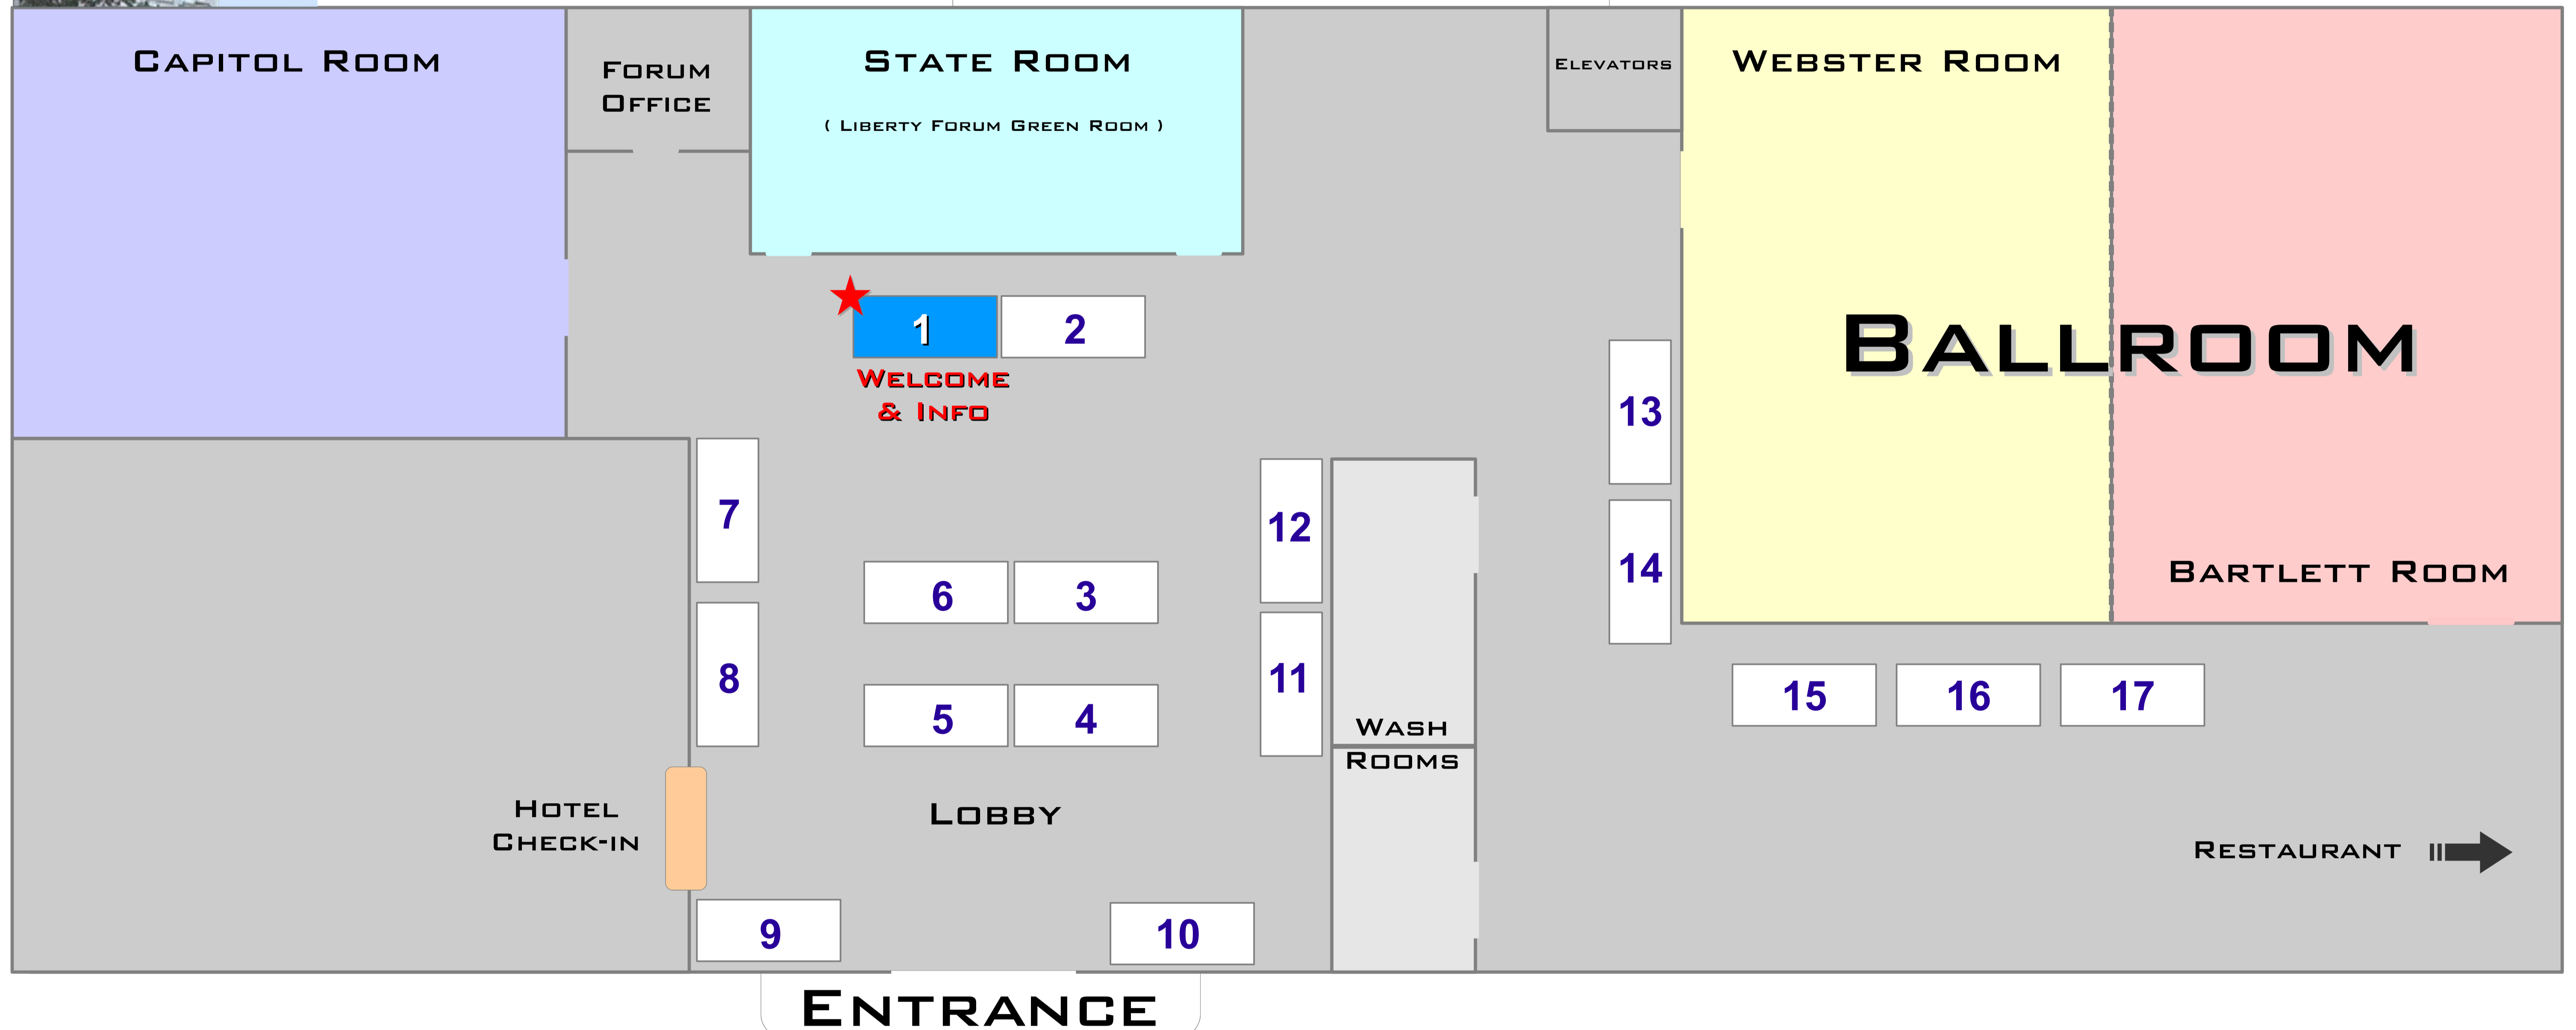 Capitol Room
Forum
Office
State Room
( Liberty Forum Green Room )
Elevators
Webster Room
Ballroom
Bartlett Room
1
2
Welcome
& Info
13
14
7
8
12
11
6
3
5
4
15
16
17
Wash
Rooms
Hotel
Check-in
Lobby
Restaurant
9
10
Entrance